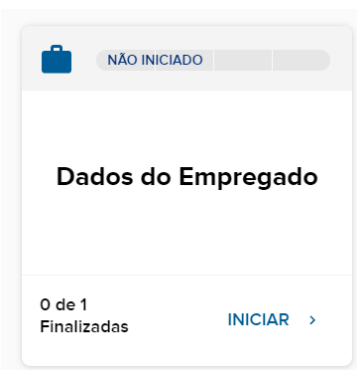 NÃO INICIADO
Dados do Empregado
0 de 1
Finalizadas
INICIAR >